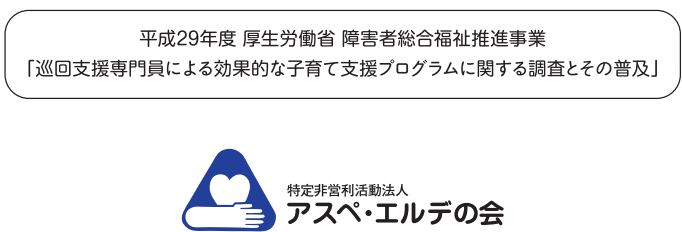 平成29年度 厚生労働省 障害者総合福祉推進事業
「巡回支援専門員による効果的な子育て支援プログラムに関する調査とその普及」
特定非営利活動法人
アスペ・エルデの会